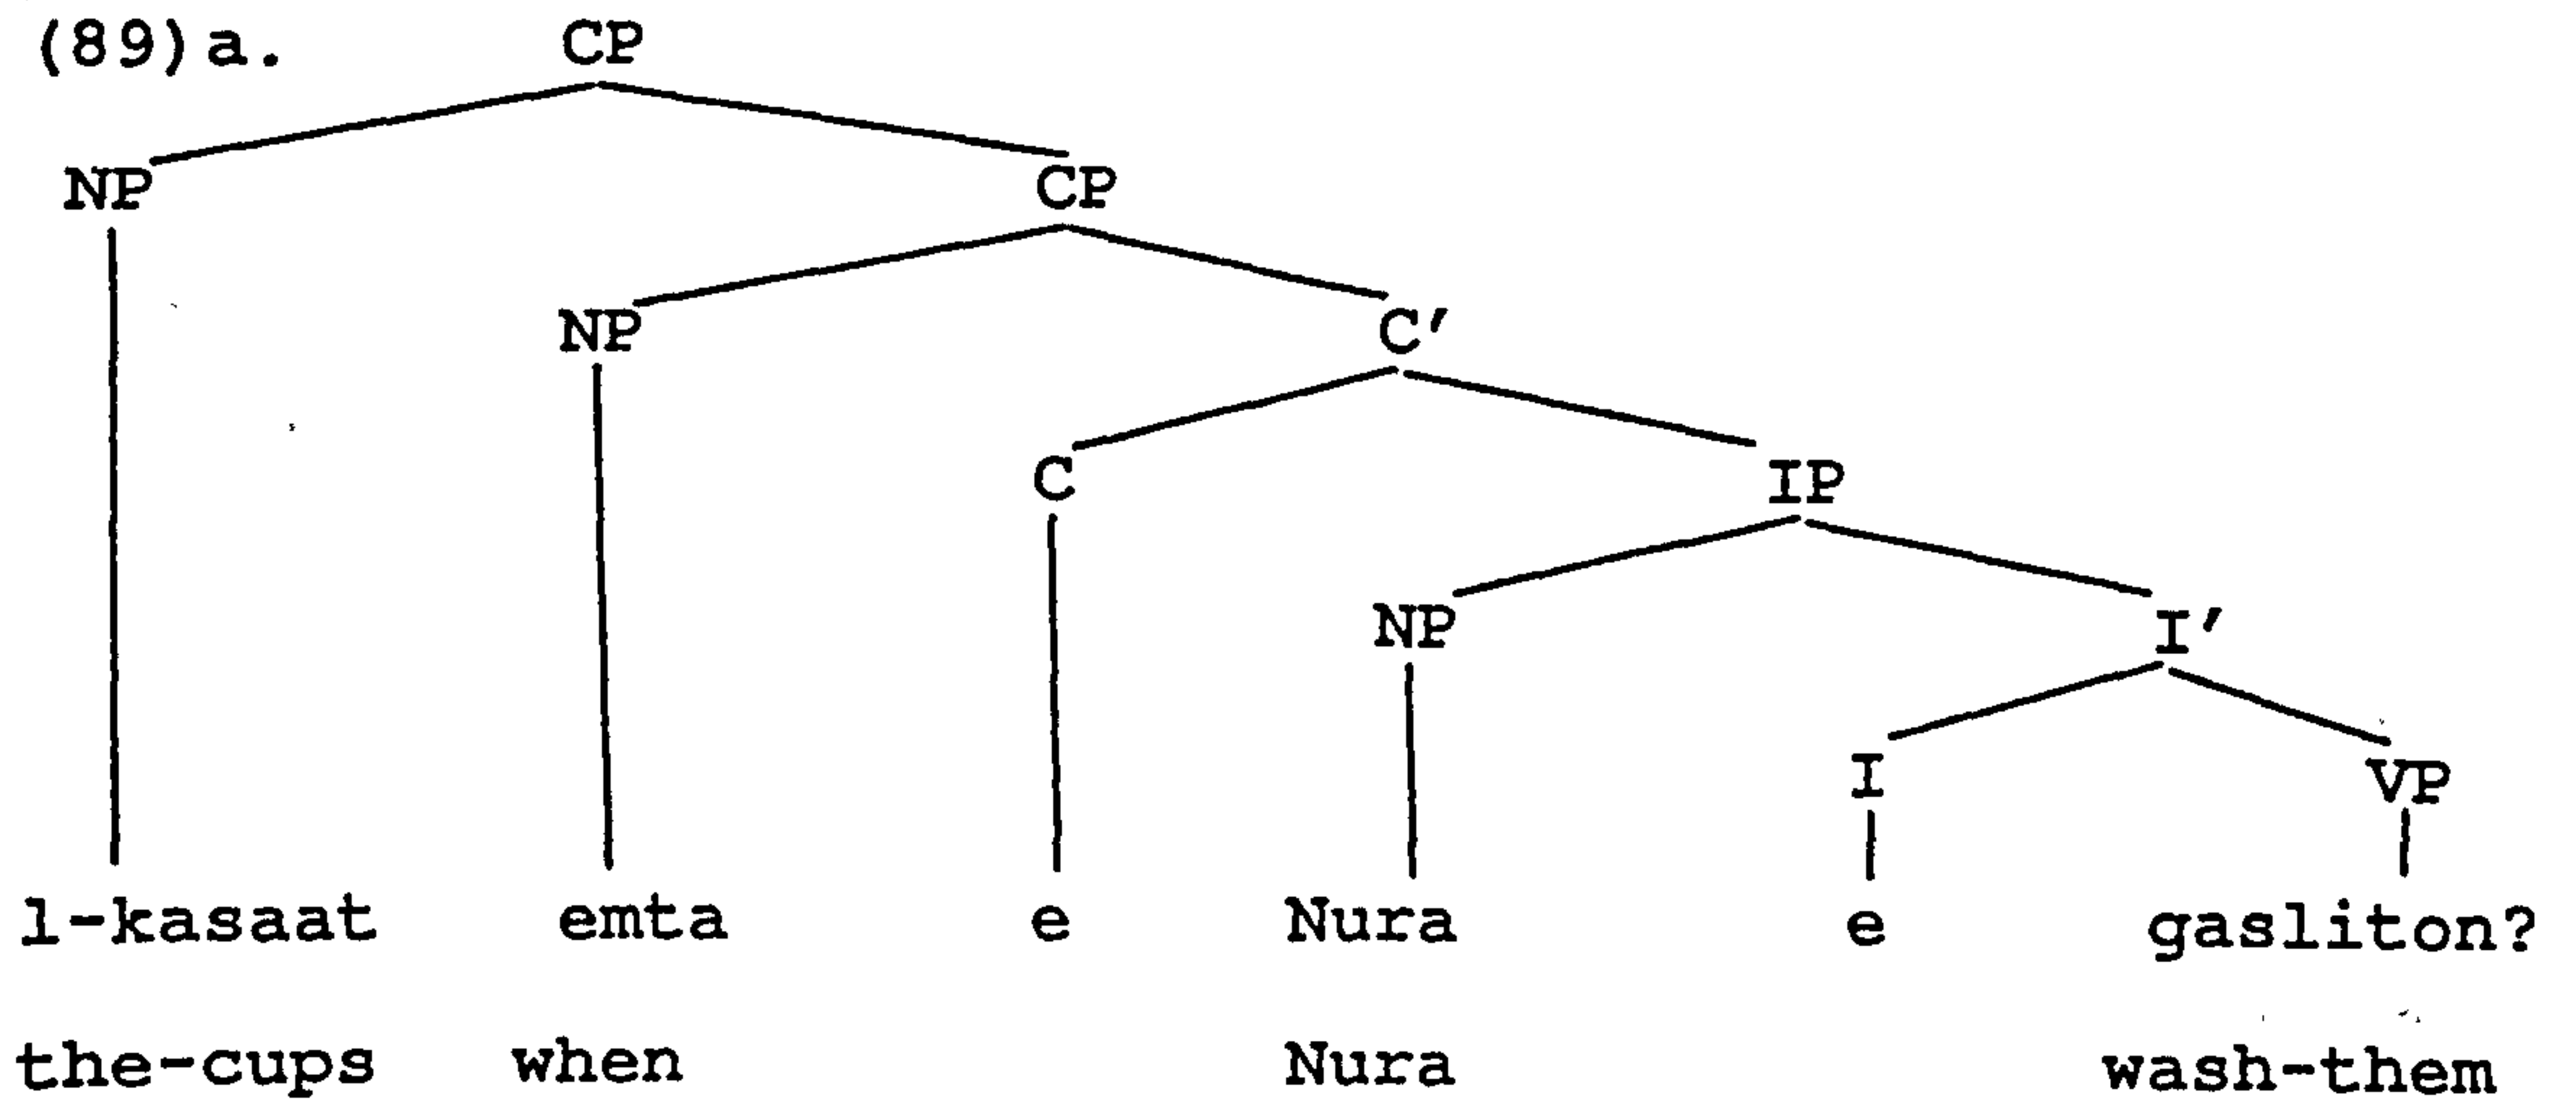 (89)a. CP
NP CP
NP C'
C IP
NP I'
I VP
l-kasaat emta e Nura e gasliton?
the-cups when Nura wash-them